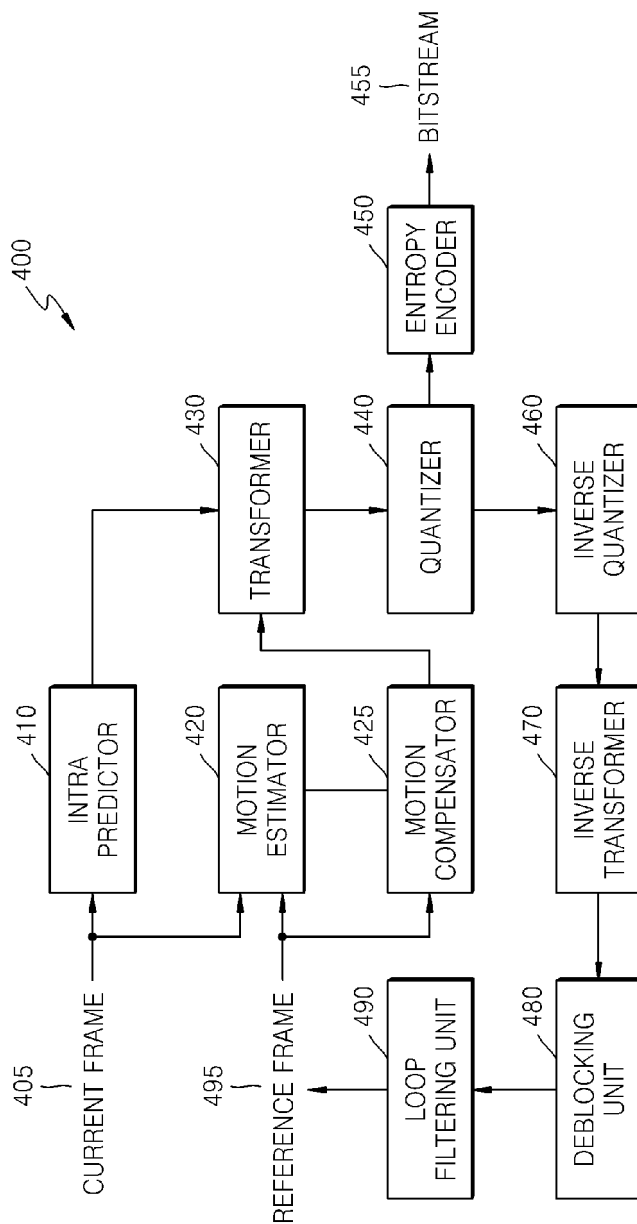 400
405
CURRENT FRAME
495
REFERENCE FRAME
410
INTRA
PREDICTOR
420
MOTION
ESTIMATOR
425
MOTION
COMPENSATOR
430
TRANSFORMER
440
QUANTIZER
450
ENTROPY
ENCODER
455
BITSTREAM
460
INVERSE
QUANTIZER
470
INVERSE
TRANSFORMER
480
DEBLOCKING
UNIT
490
LOOP
FILTERING UNIT